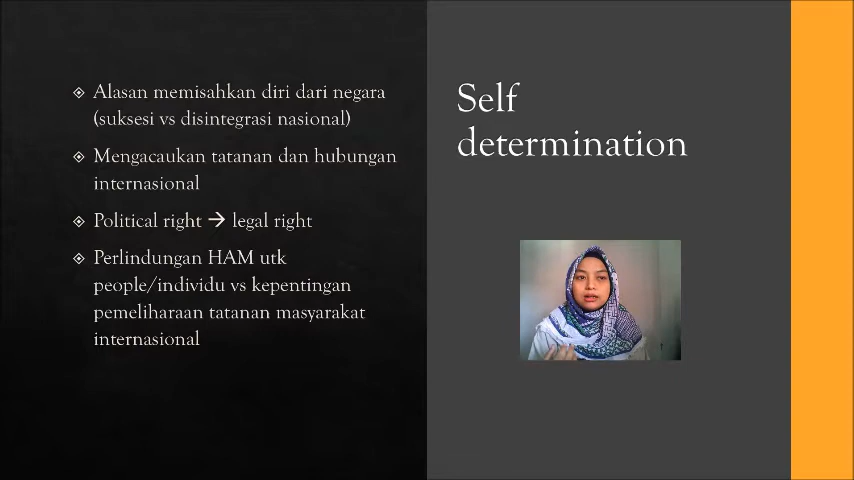 Alasan memisahkan diri dari negara
(suksesi vs disintegrasi nasional)
Mengacaukan tatanan dan hubungan
internasional
Political right → legal right
Perlindungan HAM utk
people/individu vs kepentingan
pemeliharaan tatanan masyarakat
internasional
Self
determination